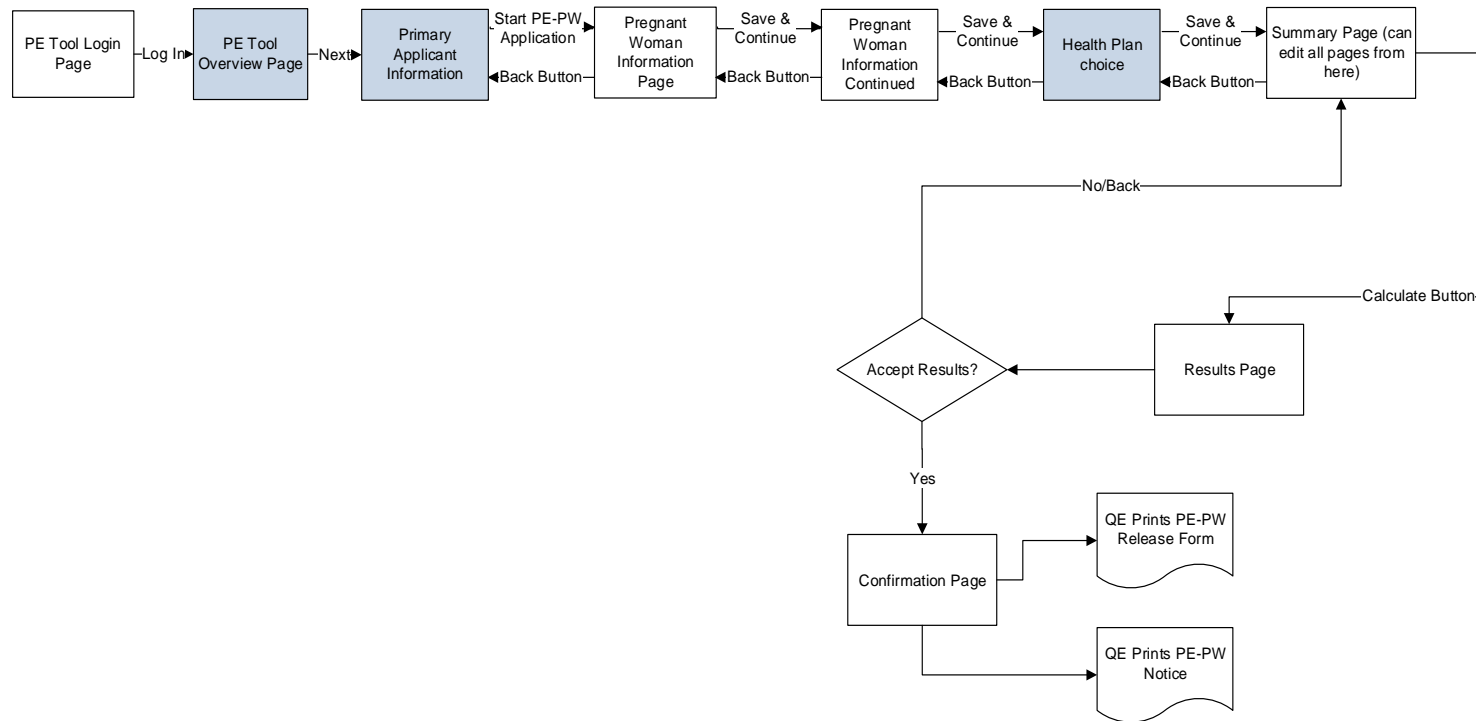 PE Tool Login
Page
Log In
PE Tool
Overview Page
Next
Primary
Applicant
Information
Start PE-PW
Application
Back Button
Pregnant
Woman
Information
Page
Save &
Continue
Back Button
Pregnant
Woman
Information
Continued
Save &
Continue
Back Button
Health Plan
choice
Save &
Continue
Back Button
Summary Page (can
edit all pages from
here)
No/Back
Calculate Button
Accept Results?
Results Page
Yes
Confirmation Page
QE Prints PE-PW
Release Form
QE Prints PE-PW
Notice